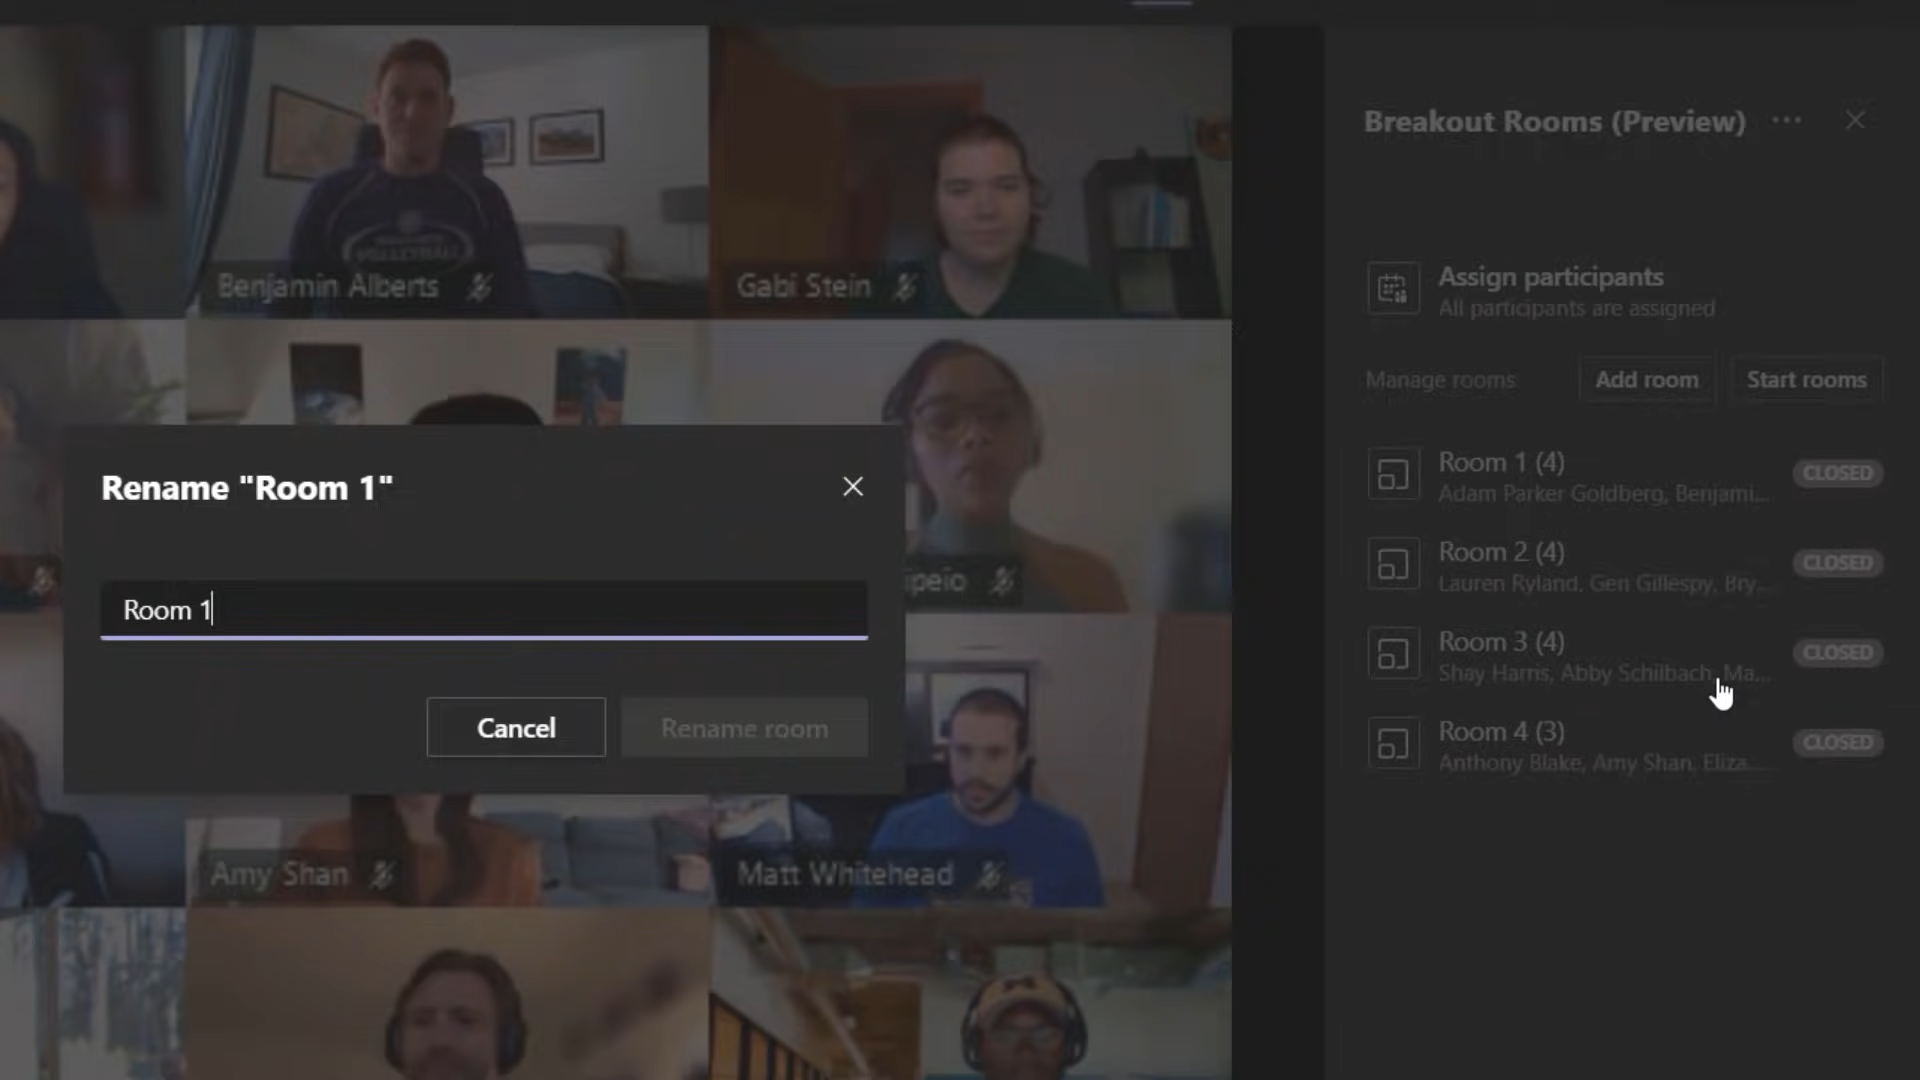 Breakout Rooms (Preview)
Benjamin Alberts
Gabi Stein
Assign participants
All participants are assigned
Manage rooms
Add room
Start rooms
Rename "Room 1"
Room 1
Cancel
Rename room
Room 1 (4)
CLOSED
Adam Parker Goldberg, Benjami...
Room 2 (4)
CLOSED
Lauren Ryland, Gen Gillespy, Bry...
Room 3 (4)
CLOSED
Shay Harris, Abby Schilbach, Ma...
Room 4 (3)
CLOSED
Anthony Blake, Amy Shan, Eliza...
Amy Shan
Matt Whitehead